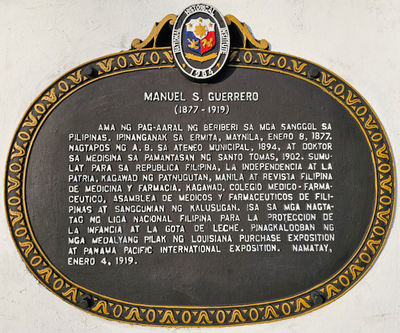 NATIONAL HISTORICAL INSTITUTE
1984
MANUEL S. GUERRERO
(1877-1919)
AMA NG PAG-AARAL NG BERIBERI SA MGA SANGGOL SA
PILIPINAS. IPINANGANAK SA ERMITA, MAYNILA, ENERO 8, 1877.
NAGTAPOS NG A.B. SA ATENEO MUNICIPAL, 1894, AT DOKTOR
SA MEDISINA SA PAMANTASAN NG SANTO TOMAS, 1902. SUMU-
LAT PARA SA REPUBLICA FILIPINA, LA INDEPENDENCIA AT LA
PATRIA. KAGAWAD NG PATNUGUTAN, MANILA AT REVISTA FILIPINA
DE MEDICINA Y FARMACIA. KAGAWAD, COLEGIO MEDICO-FARMA-
CEUTICO, ASAMBLEA DE MEDICOS Y FARMACEUTICOS DE FILI-
PINAS AT SANGGUNIAN NG KALUSUGAN. ISA SA MGA NAGTA-
TAG NG LIGA NACIONAL FILIPINA PARA LA PROTECCION DE
LA INFANCIA AT LA GOTA DE LECHE. PINAGKALOOBAN NG
MGA MEDALYANG PILAK NG LOUISIANA PURCHASE EXPOSITION
AT PANAMA PACIFIC INTERNATIONAL EXPOSITION. NAMATAY,
ENERO 4, 1919.